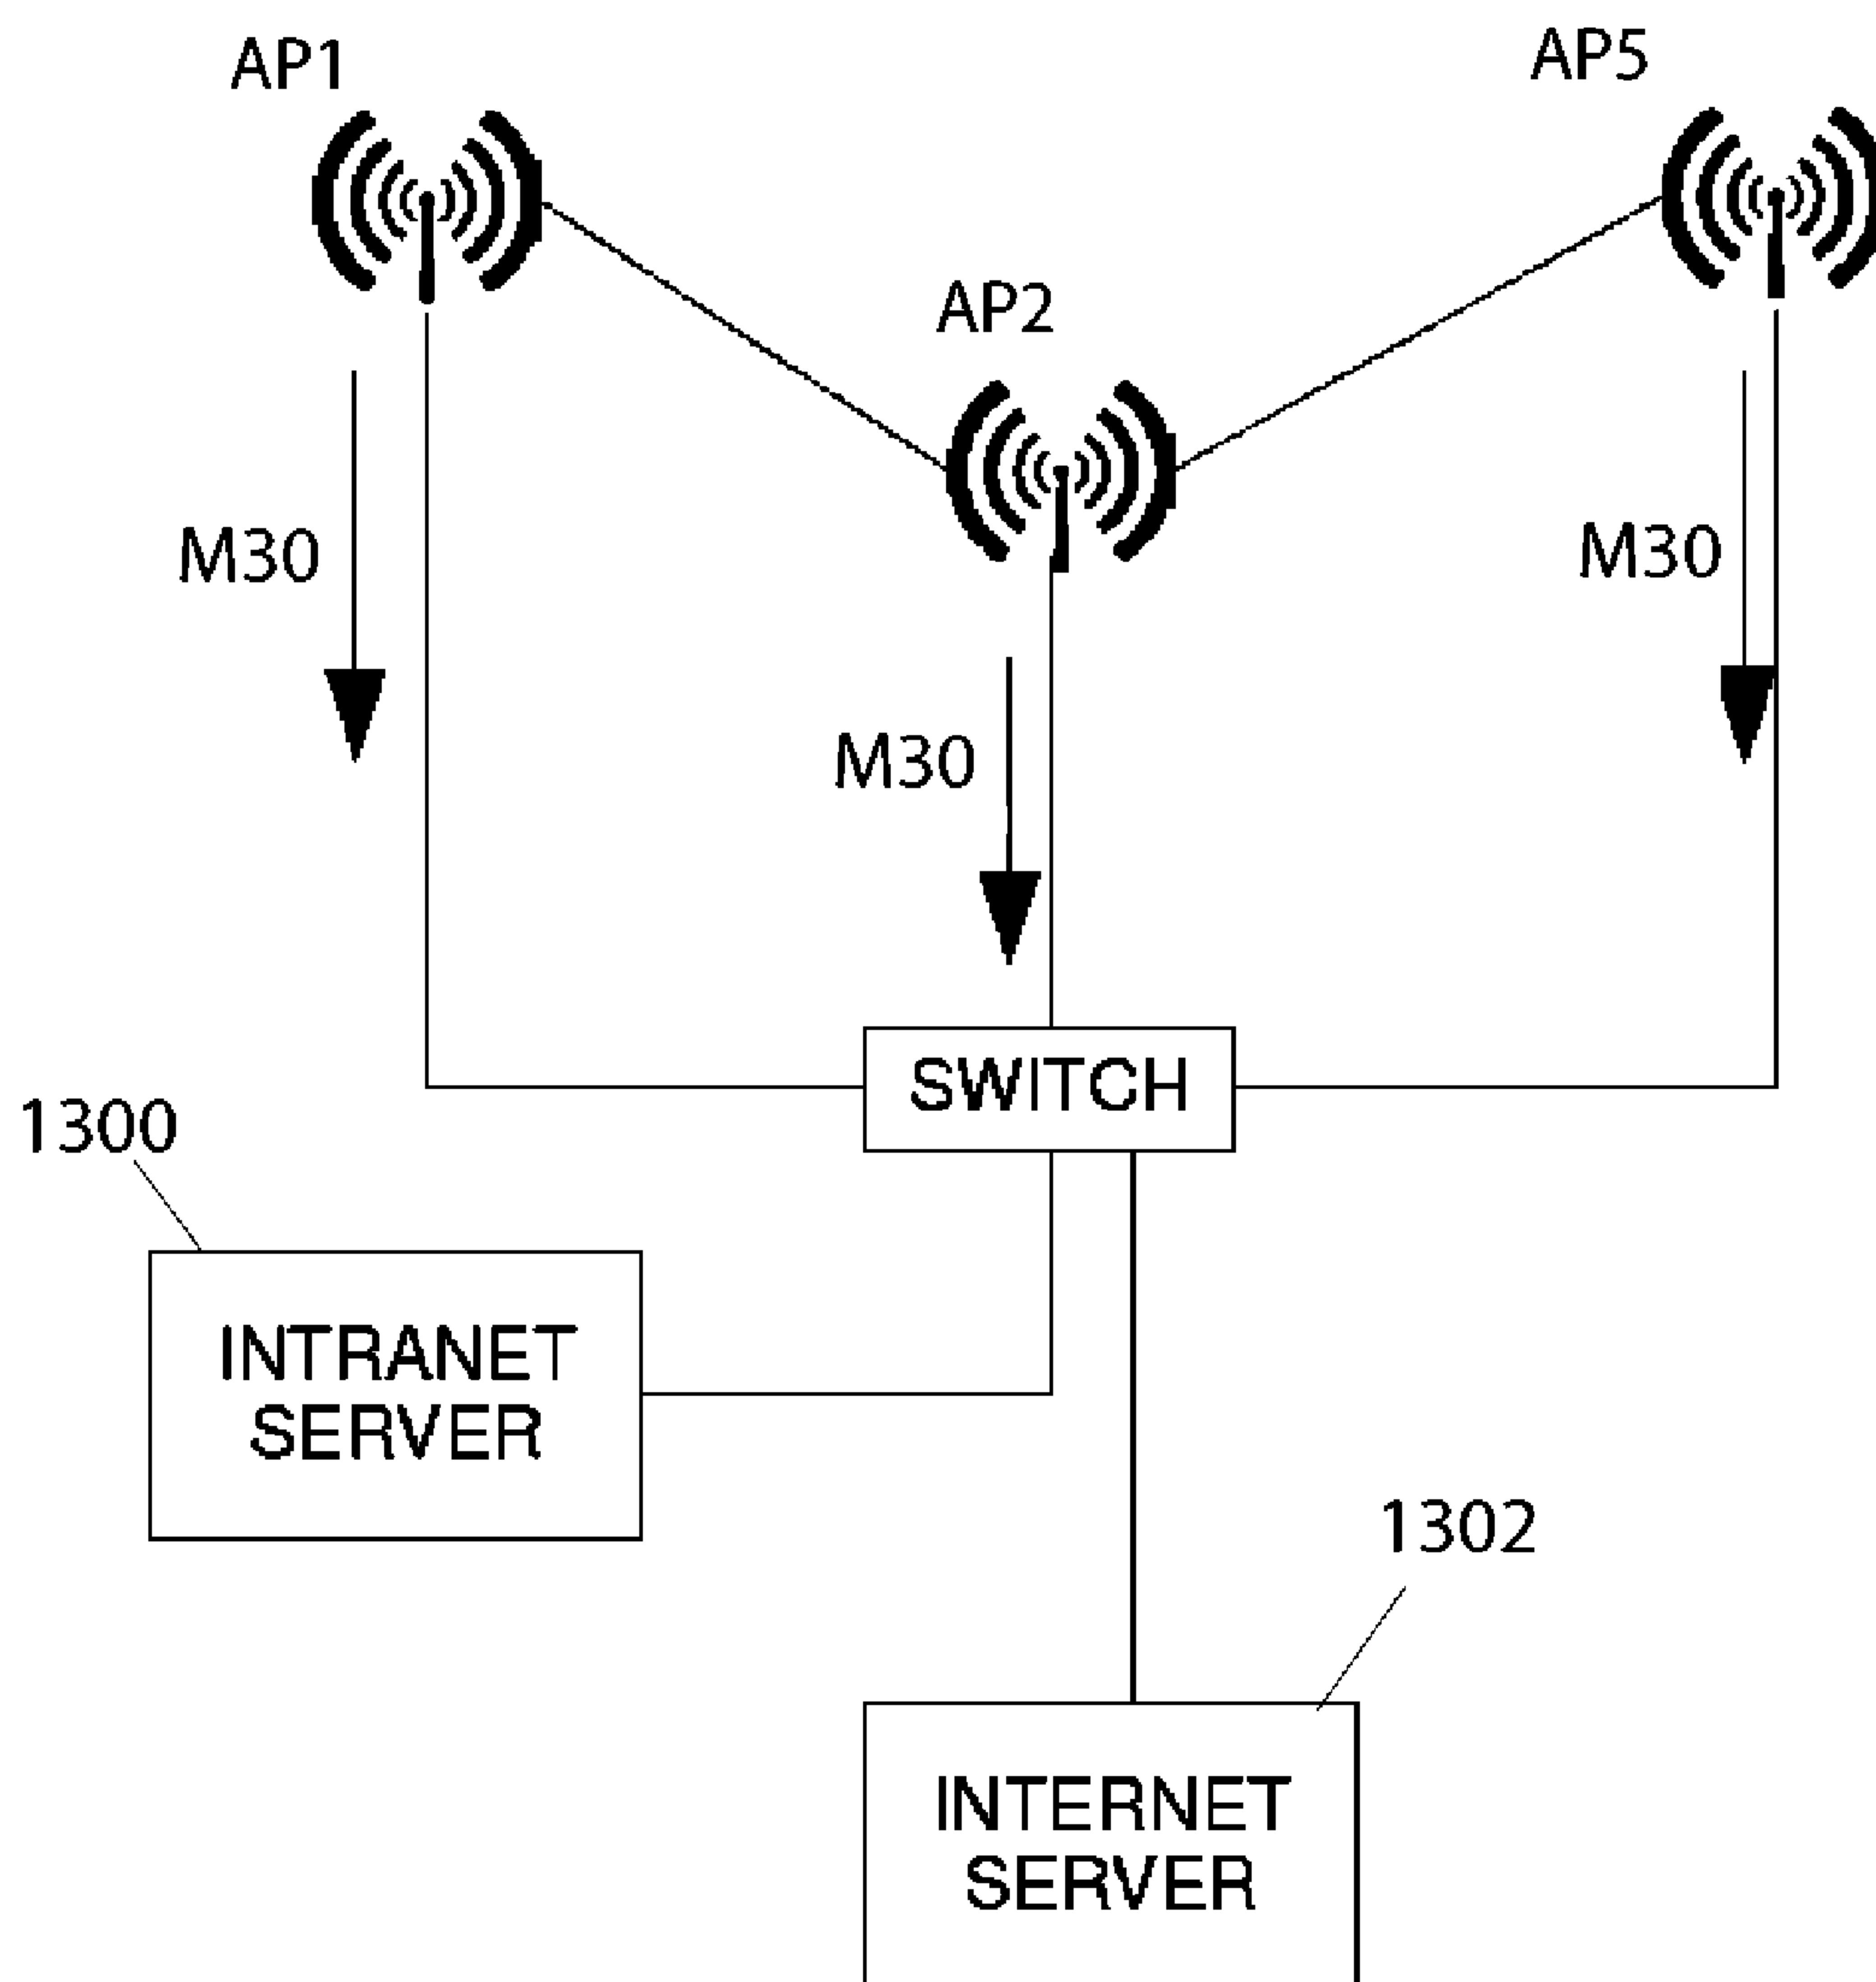 AP1
AP5
AP2
M30
M30
M30
SWITCH
1300
INTRANET
SERVER
1302
INTERNET
SERVER